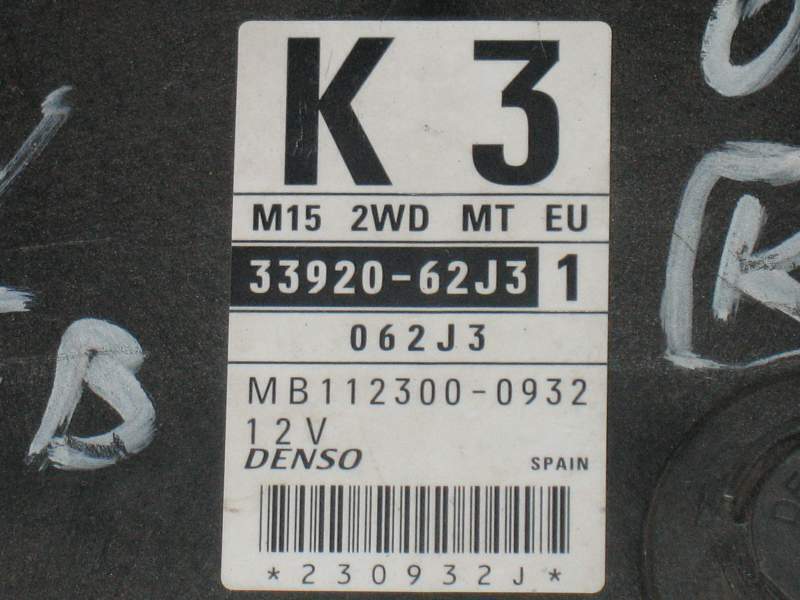 K 3
M15 2WD MT EU
33920-62J3 1
062J3
MB112300-0932
12V
DENSO SPAIN
*230932J*
B
K